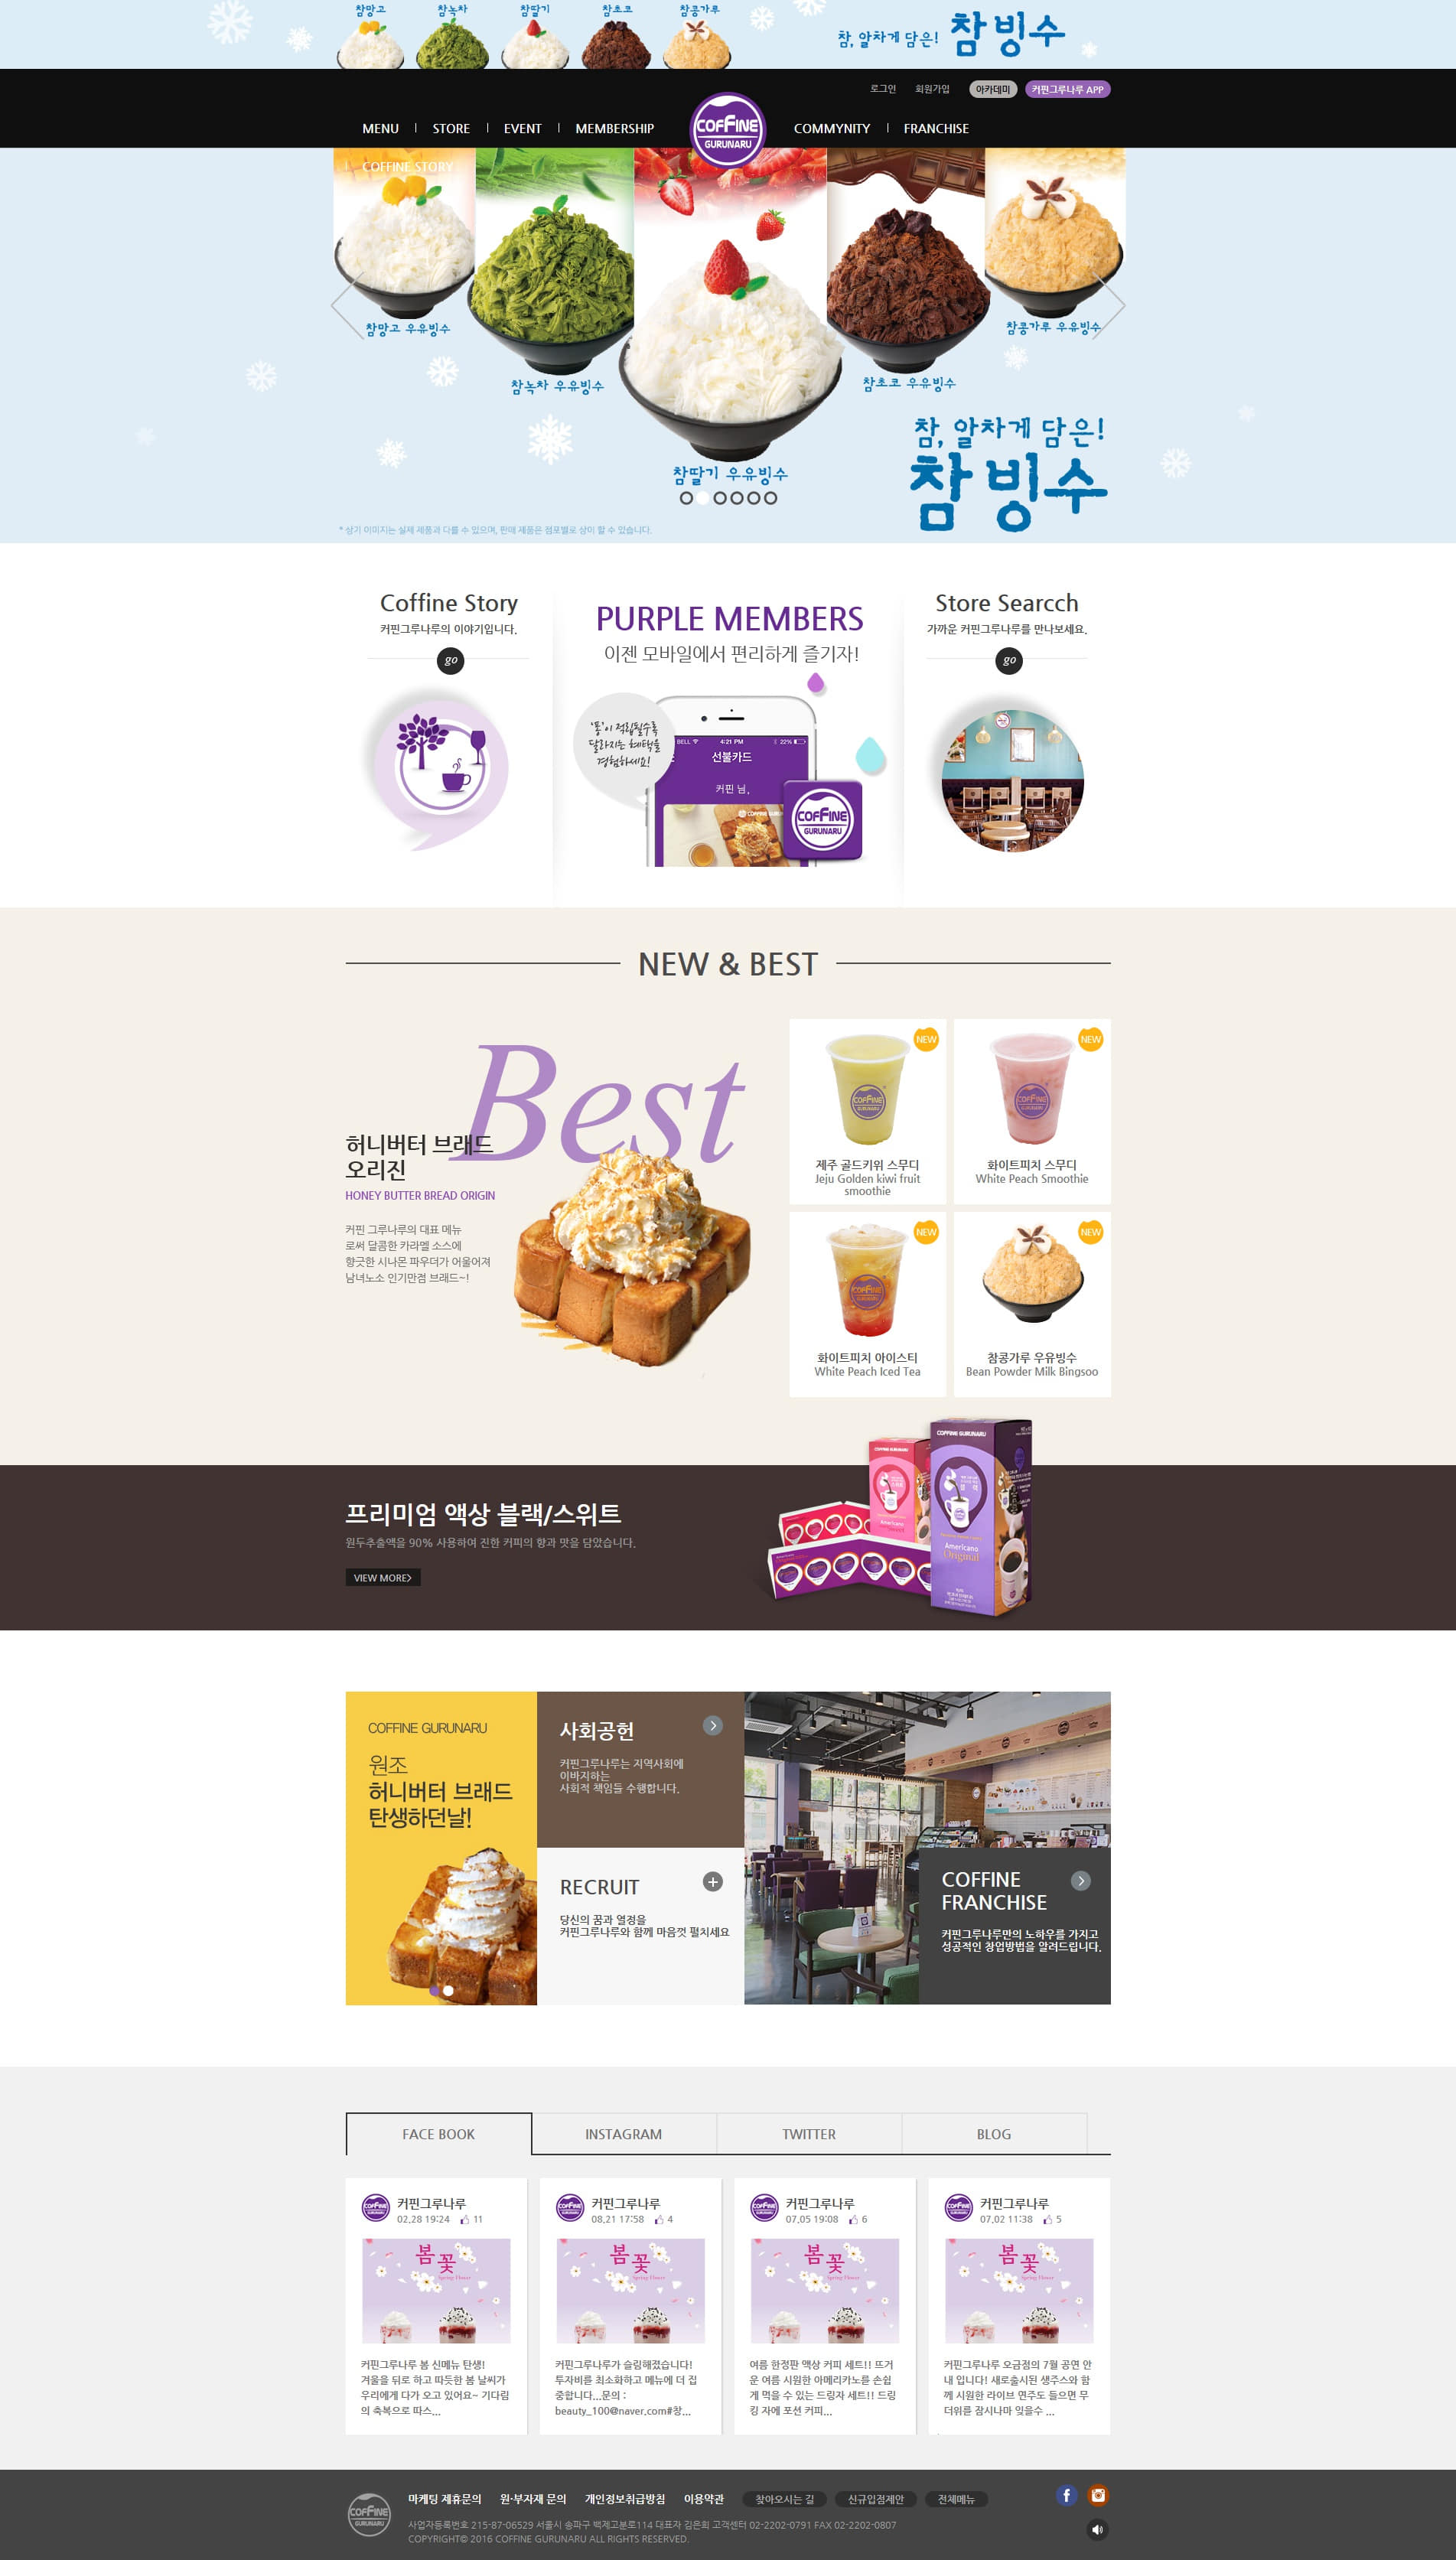 참망고
참녹차
참딸기
참초코
참콩가루
참, 알차게 담은! 참빙수
로그인 회원가입 아카데미 커핀그루나루 APP
MENU STORE EVENT MEMBERSHIP
COFFINE
GURUNARU
COMMYNITY FRANCHISE
COFFINE STORY
참망고 우유빙수
참녹차 우유빙수
참딸기 우유빙수
참초코 우유빙수
참콩가루 우유빙수
참, 알차게 담은!
참빙수
* 상기 이미지는 실제 제품과 다를 수 있으며, 판매 제품은 점포별로 상이 할 수 있습니다.
Coffine Story
커핀그루나루의 이야기입니다.
go
PURPLE MEMBERS
이젠 모바일에서 편리하게 즐기자!
'퐁'이 적립될수록
달라지는 혜택을
경험하세요!
BELL 4:21 PM 22%
선불카드
커핀 님,
COFFINE
GURUNARU
Store Searcch
가까운 커핀그루나루를 만나보세요.
go
NEW & BEST
Best
허니버터 브래드
오리진
HONEY BUTTER BREAD ORIGIN
커핀 그루나루의 대표 메뉴
로써 달콤한 카라멜 소스에
향긋한 시나몬 파우더가 어울어져
남녀노소 인기만점 브래드~!
NEW
제주 골드키위 스무디
Jeju Golden kiwi fruit
smoothie
NEW
화이트피치 스무디
White Peach Smoothie
NEW
화이트피치 아이스티
White Peach Iced Tea
NEW
참콩가루 우유빙수
Bean Powder Milk Bingsoo
프리미엄 액상 블랙/스위트
원두추출액을 90% 사용하여 진한 커피의 향과 맛을 담았습니다.
VIEW MORE>
COFFINE GURUNARU
COFFINE GURUNARU
Americano
Original
COFFINE GURUNARU
원조
허니버터 브래드
탄생하던날!
사회공헌
커핀그루나루는 지역사회에
이바지하는
사회적 책임들 수행합니다.
RECRUIT
당신의 꿈과 열정을
커핀그루나루와 함께 마음껏 펼치세요
COFFINE
FRANCHISE
커핀그루나루만의 노하우를 가지고
성공적인 창업방법을 알려드립니다.
FACE BOOK INSTAGRAM TWITTER BLOG
커핀그루나루
02.28 19:24 11
봄꽃
Spring Flower
커핀그루나루 봄 신메뉴 탄생!
겨울을 뒤로 하고 따듯한 봄 날씨가
우리에게 다가 오고 있어요~ 기다림
의 축복으로 따스...
커핀그루나루
08.21 17:58 4
봄꽃
Spring Flower
커핀그루나루가 슬림해졌습니다!
투자비를 최소화하고 메뉴에 더 집
중합니다...문의 :
beauty_100@naver.com#창...
커핀그루나루
07.05 19:08 6
봄꽃
Spring Flower
여름 한정판 액상 커피 세트!! 뜨거
운 여름 시원한 아메리카노를 손쉽
게 먹을 수 있는 드링자 세트!! 드링
킹 자에 포션 커피...
커핀그루나루
07.02 11:38 5
봄꽃
Spring Flower
커핀그루나루 오금점의 7월 공연 안
내 입니다! 새로출시된 생주스와 함
께 시원한 라이브 연주도 들으면 무
더위를 잠시나마 잊을수 ...
COFFINE
GURUNARU
마케팅 제휴문의 원·부자재 문의 개인정보취급방침 이용약관 찾아오시는 길 신규입점제안 전체메뉴
사업자등록번호 215-87-06529 서울시 송파구 백제고분로114 대표자 김은희 고객센터 02-2202-0791 FAX 02-2202-0807
COPYRIGHT© 2016 COFFINE GURUNARU ALL RIGHTS RESERVED.